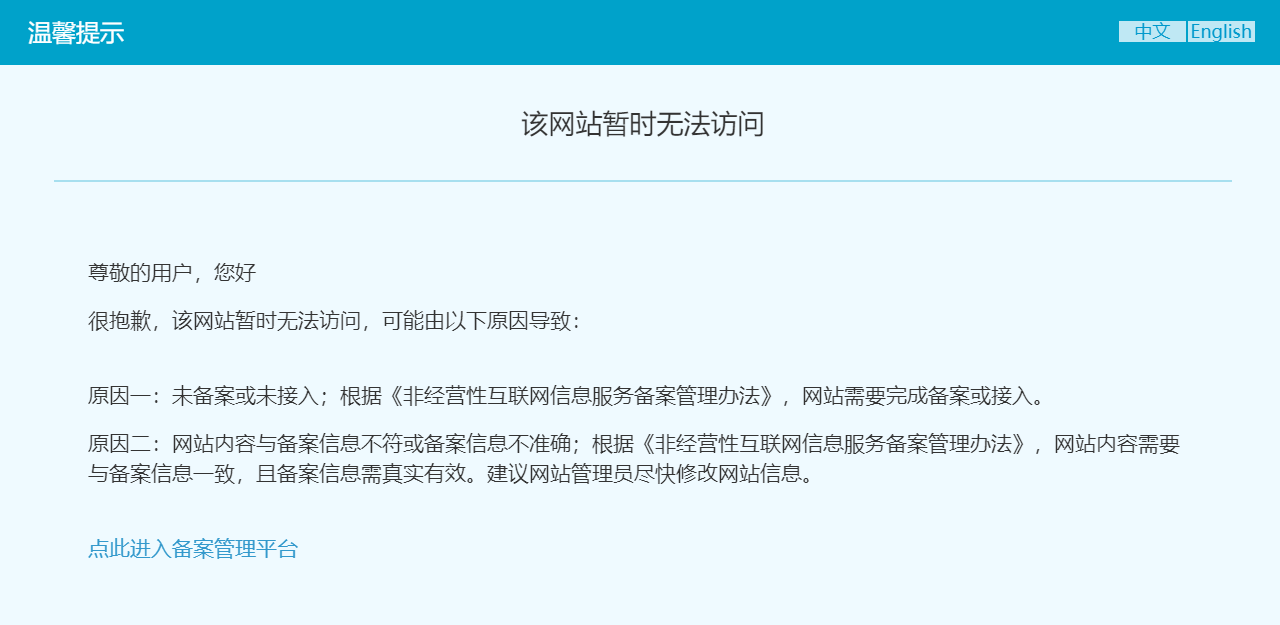 温馨提示
中文 English
该网站暂时无法访问
尊敬的用户，您好
很抱歉，该网站暂时无法访问，可能由以下原因导致：
原因一：未备案或未接入；根据《非经营性互联网信息服务备案管理办法》，网站需要完成备案或接入。
原因二：网站内容与备案信息不符或备案信息不准确；根据《非经营性互联网信息服务备案管理办法》，网站内容需要
与备案信息一致，且备案信息需真实有效。建议网站管理员尽快修改网站信息。
点此进入备案管理平台